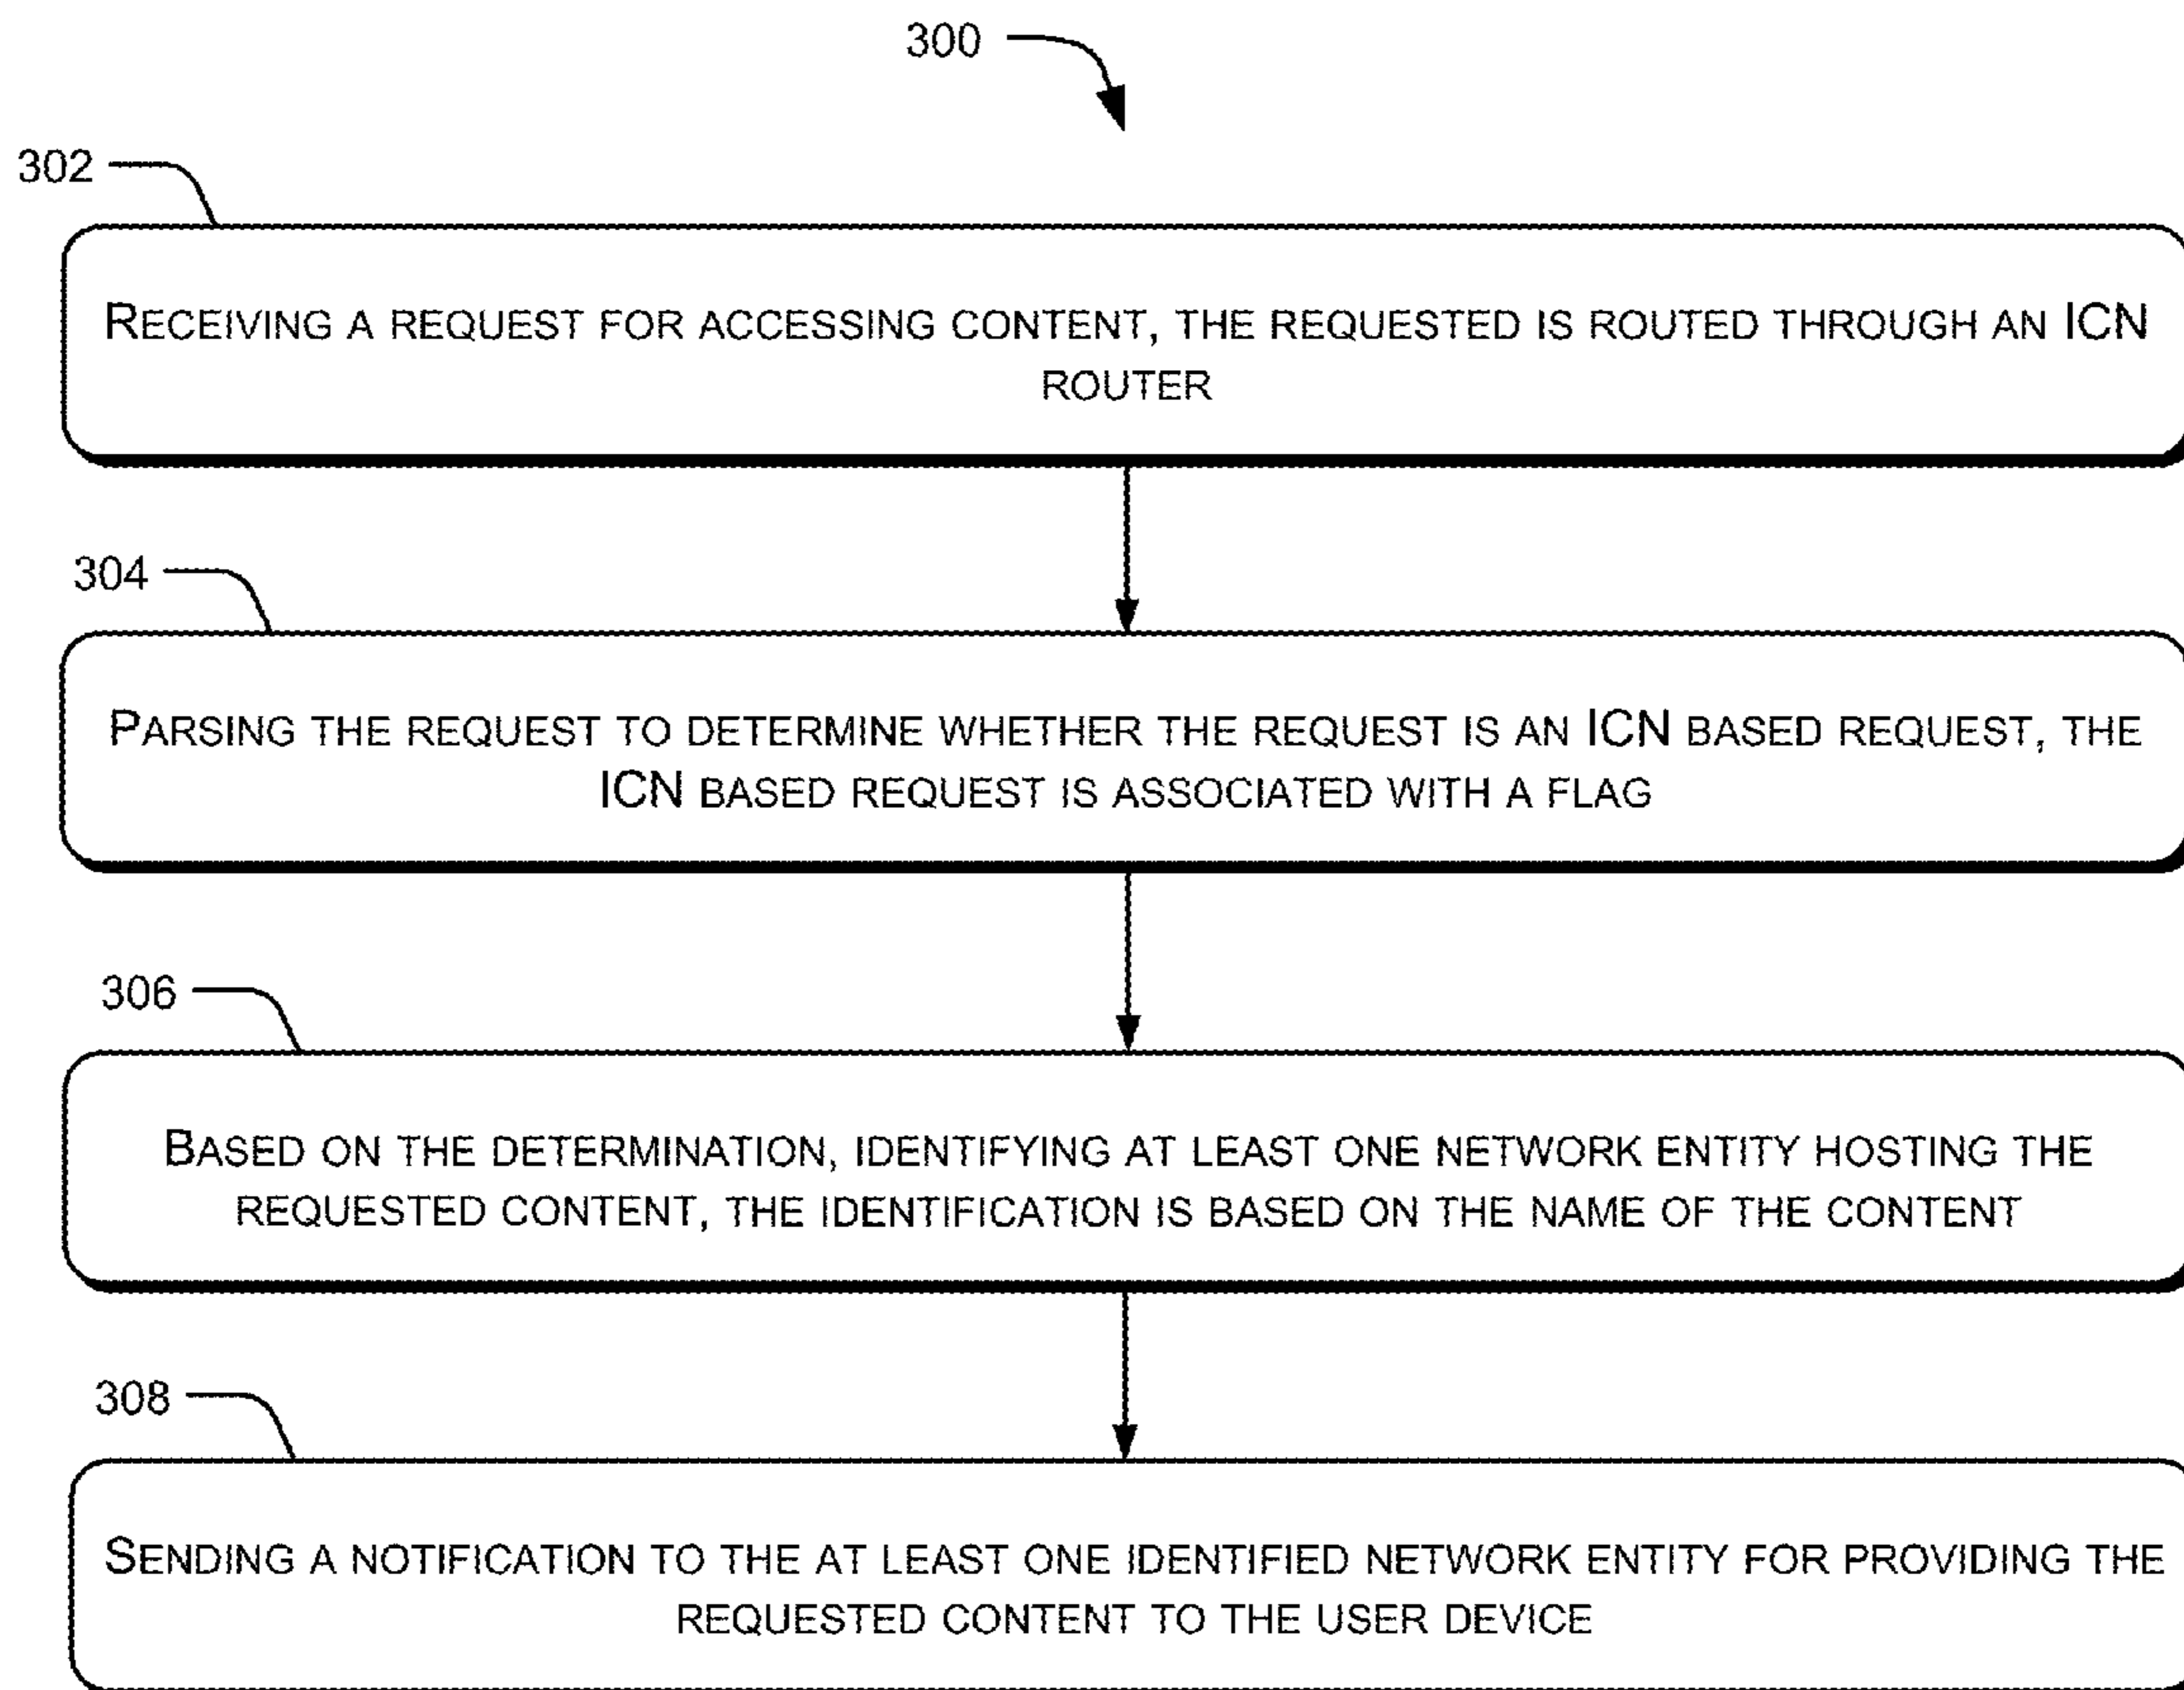 300
302
RECEIVING A REQUEST FOR ACCESSING CONTENT, THE REQUESTED IS ROUTED THROUGH AN ICN
ROUTER
304
PARSING THE REQUEST TO DETERMINE WHETHER THE REQUEST IS AN ICN BASED REQUEST, THE
ICN BASED REQUEST IS ASSOCIATED WITH A FLAG
306
BASED ON THE DETERMINATION, IDENTIFYING AT LEAST ONE NETWORK ENTITY HOSTING THE
REQUESTED CONTENT, THE IDENTIFICATION IS BASED ON THE NAME OF THE CONTENT
308
SENDING A NOTIFICATION TO THE AT LEAST ONE IDENTIFIED NETWORK ENTITY FOR PROVIDING THE
REQUESTED CONTENT TO THE USER DEVICE